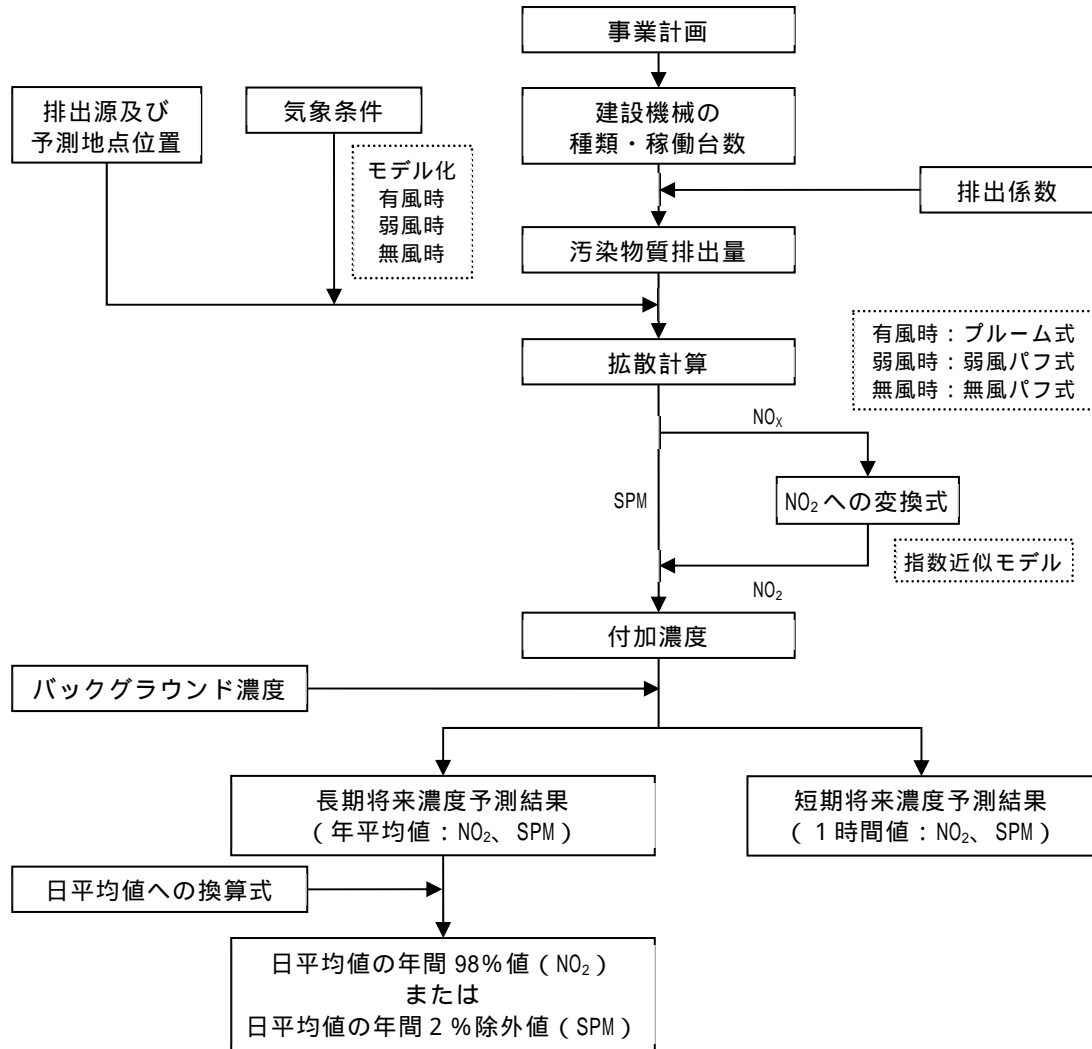 事業計画
排出源及び
予測地点位置
気象条件
建設機械の
種類・稼働台数
モデル化
有風時
弱風時
無風時
排出係数
汚染物質排出量
拡散計算
有風時：プルーム式
弱風時：弱風パフ式
無風時：無風パフ式
NOX
SPM
NO2への変換式
指数近似モデル
NO2
付加濃度
バックグラウンド濃度
長期将来濃度予測結果
（年平均値：NO2、SPM）
短期将来濃度予測結果
（１時間値：NO2、SPM）
日平均値への換算式
日平均値の年間98％値（NO2）
または
日平均値の年間２％除外値（SPM）